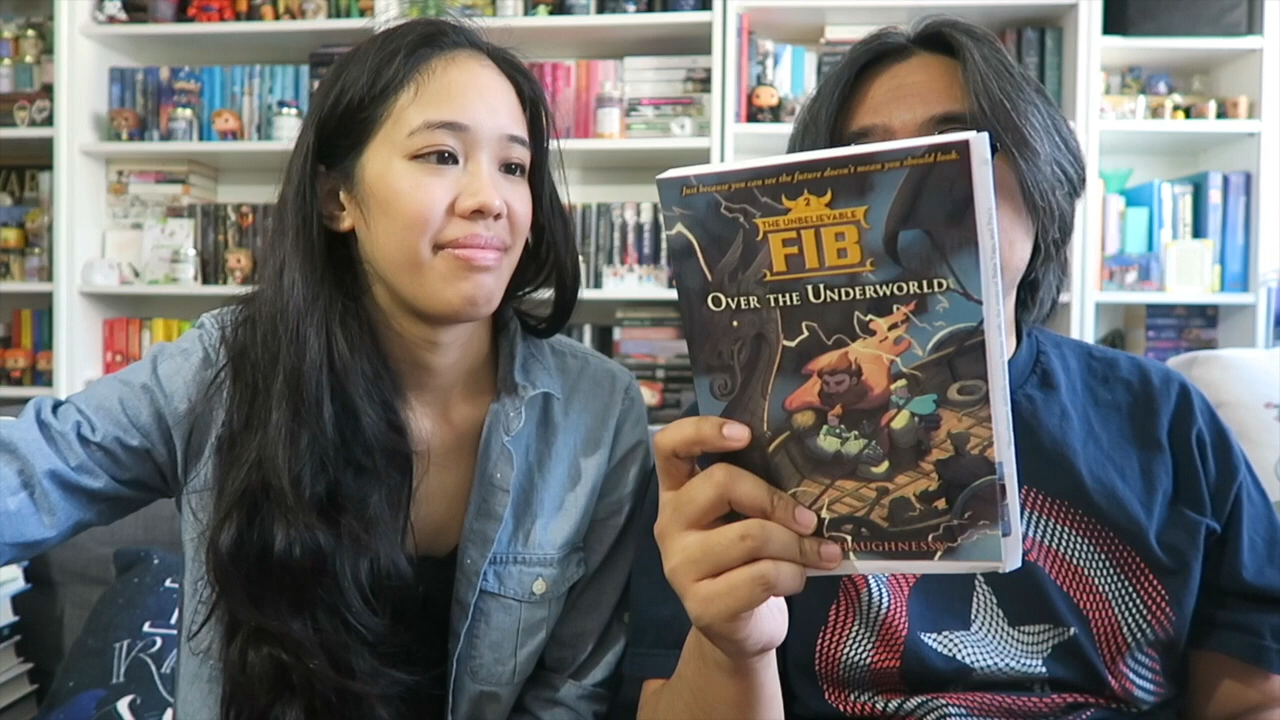 Just because you can see the future doesn't mean you should look.
2
THE UNBELIEVABLE
FIB
OVER THE UNDERWORLD
HAUGHNESSY